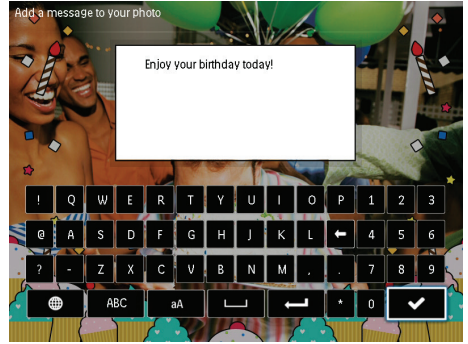 Add a message to your photo
Enjoy your birthday today!
! Q W E R T Y U I O P 1 2 3
@ A S D F G H J K L 4 5 6
? - Z X C V B N M , . 7 8 9
ABC aA * 0